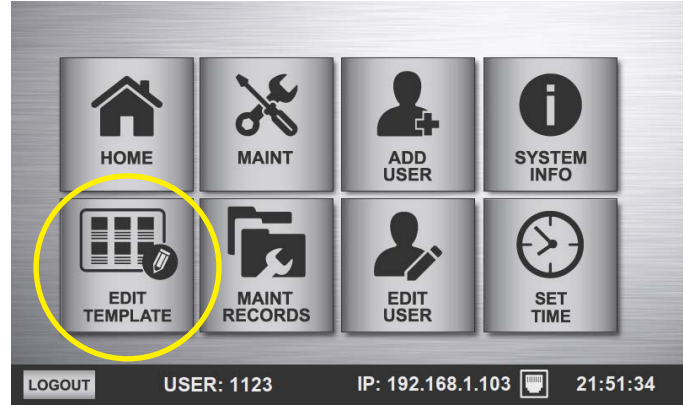 HOME
MAINT
ADD
USER
SYSTEM
INFO
EDIT
TEMPLATE
MAINT
RECORDS
EDIT
USER
SET
TIME
LOGOUT
USER: 1123
IP: 192.168.1.103
21:51:34